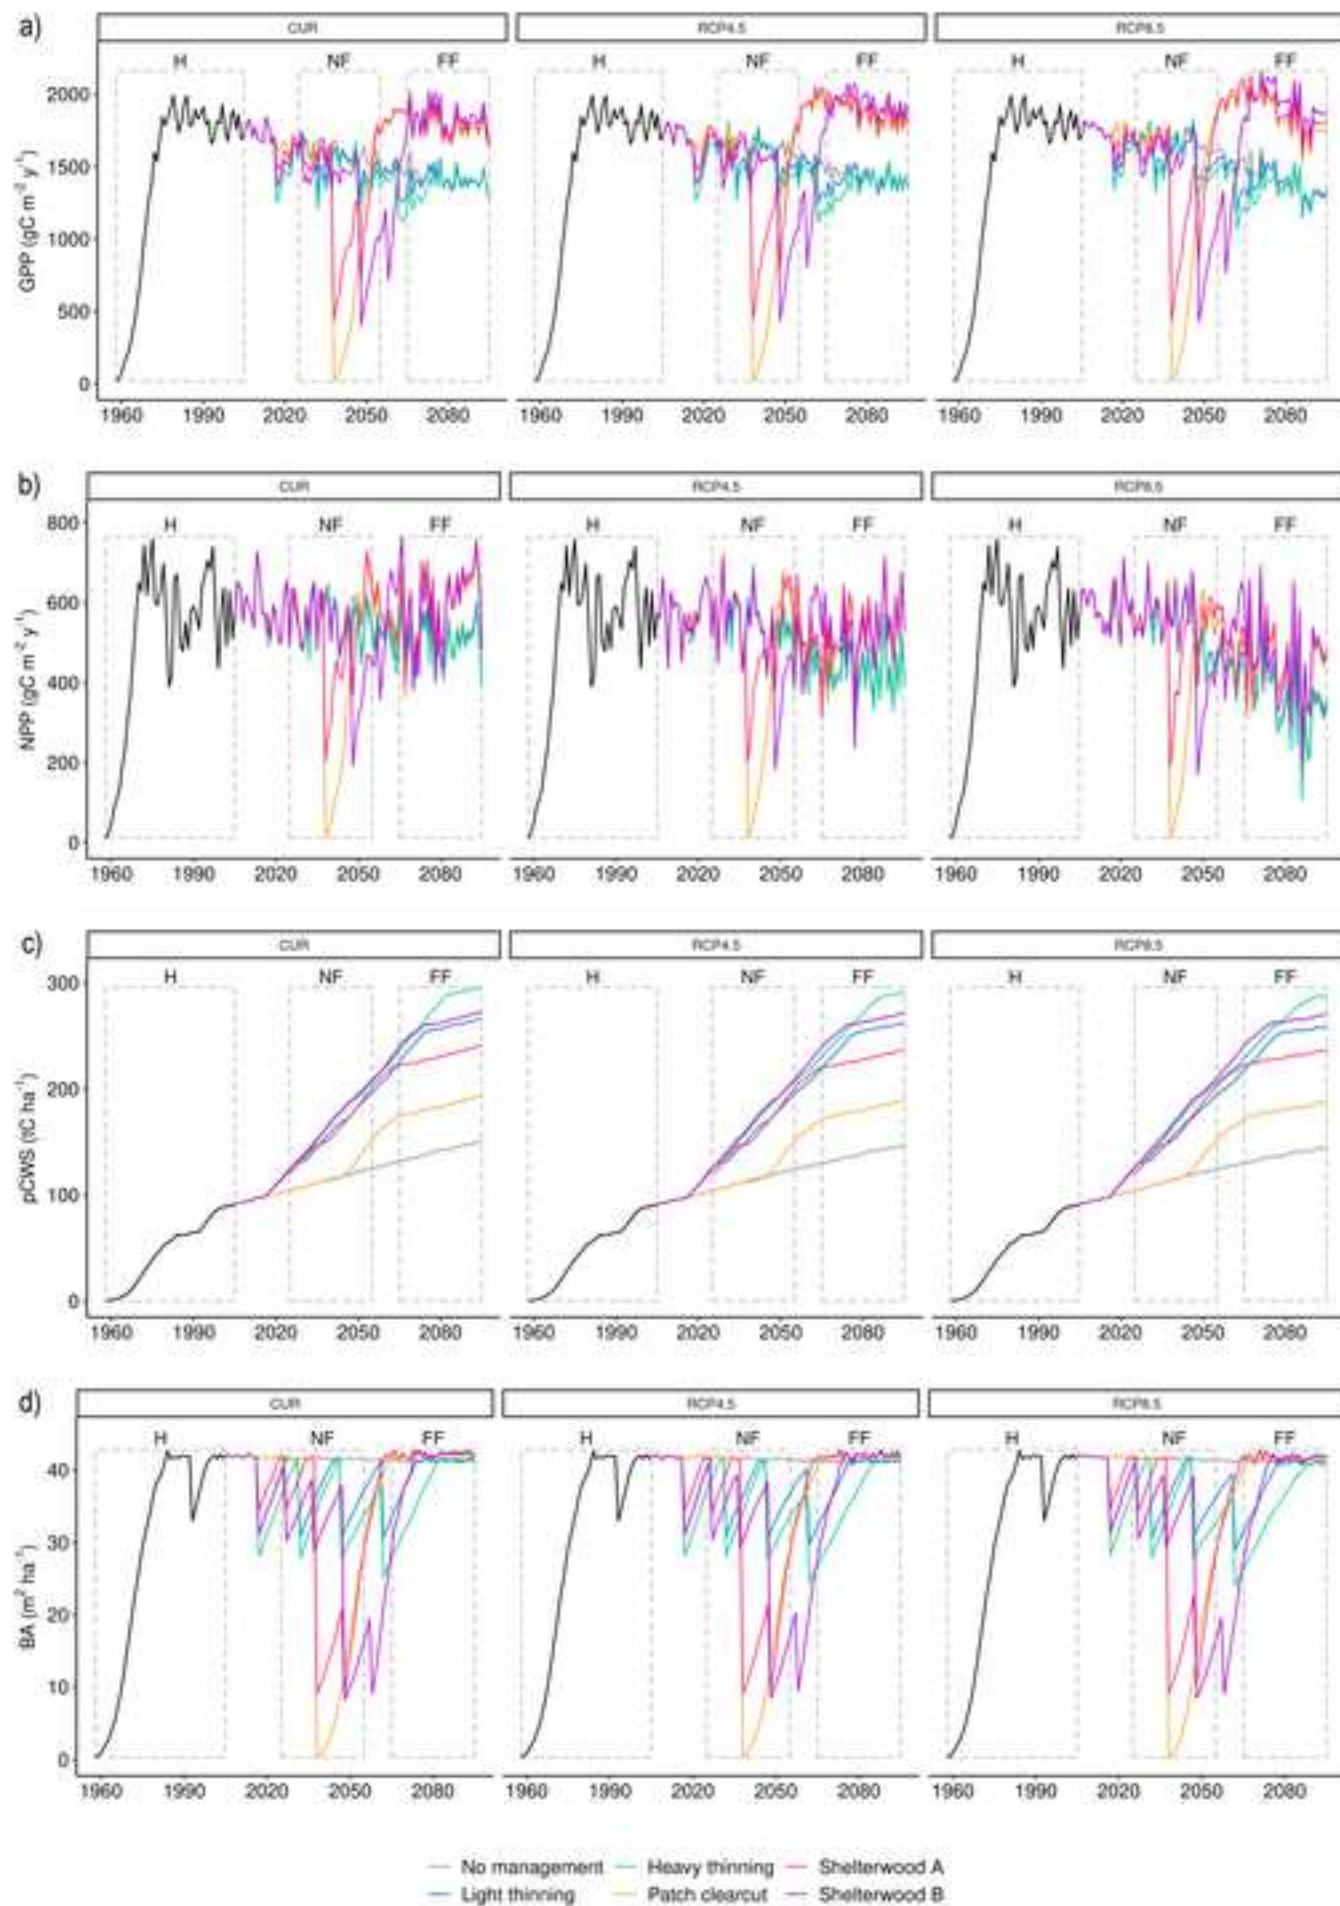 a)
CUR RCP4.5 RCP8.5
H NF FF H NF FF H NF FF
GPP (gC m⁻² y⁻¹)
2000
1500
1000
500
0
1960 1990 2020 2050 2080 1960 1990 2020 2050 2080 1960 1990 2020 2050 2080
b)
CUR RCP4.5 RCP8.5
H NF FF H NF FF H NF FF
NPP (gC m⁻² y⁻¹)
800
600
400
200
0
1960 1990 2020 2050 2080 1960 1990 2020 2050 2080 1960 1990 2020 2050 2080
c)
CUR RCP4.5 RCP8.5
H NF FF H NF FF H NF FF
pCWS (tC ha⁻¹)
300
200
100
0
1960 1990 2020 2050 2080 1960 1990 2020 2050 2080 1960 1990 2020 2050 2080
d)
CUR RCP4.5 RCP8.5
H NF FF H NF FF H NF FF
BA (m² ha⁻¹)
40
30
20
10
0
1960 1990 2020 2050 2080 1960 1990 2020 2050 2080 1960 1990 2020 2050 2080
No management Heavy thinning Shelterwood A
Light thinning Patch clearcut Shelterwood B